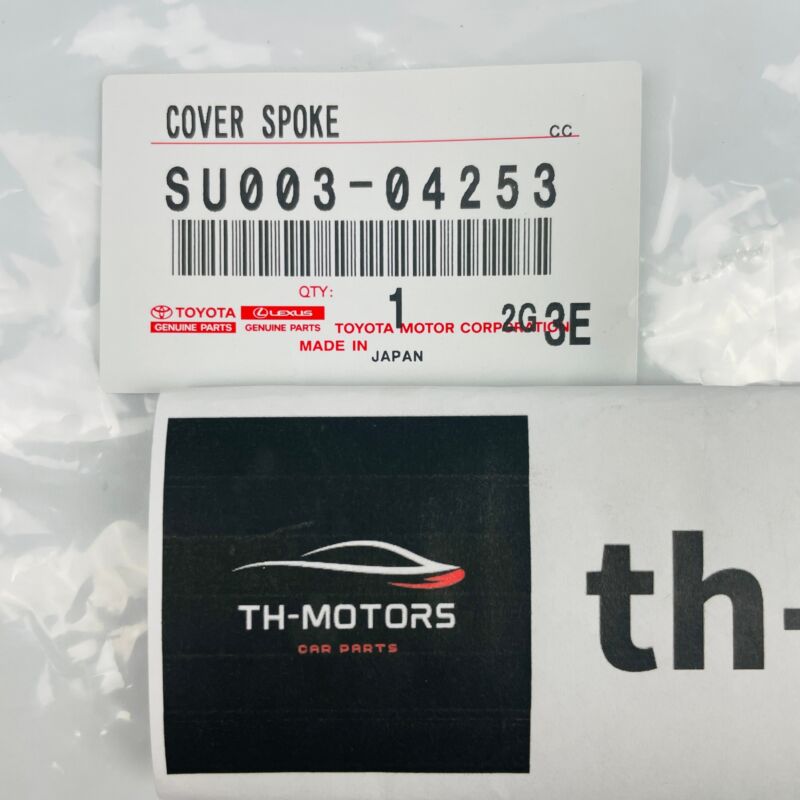 COVER SPOKE
CC
SU003-04253
QTY: 1
TOYOTA LEXUS
GENUINE PARTS GENUINE PARTS TOYOTA MOTOR CORPORATION
2G 3E
MADE IN JAPAN
TH-MOTORS
CAR PARTS
th-